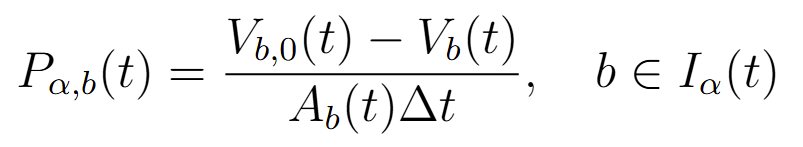 P_{\alpha,b}(t) = \frac{V_{b,0}(t) - V_b(t)}{A_b(t)\Delta t}, \quad b \in I_\alpha(t)